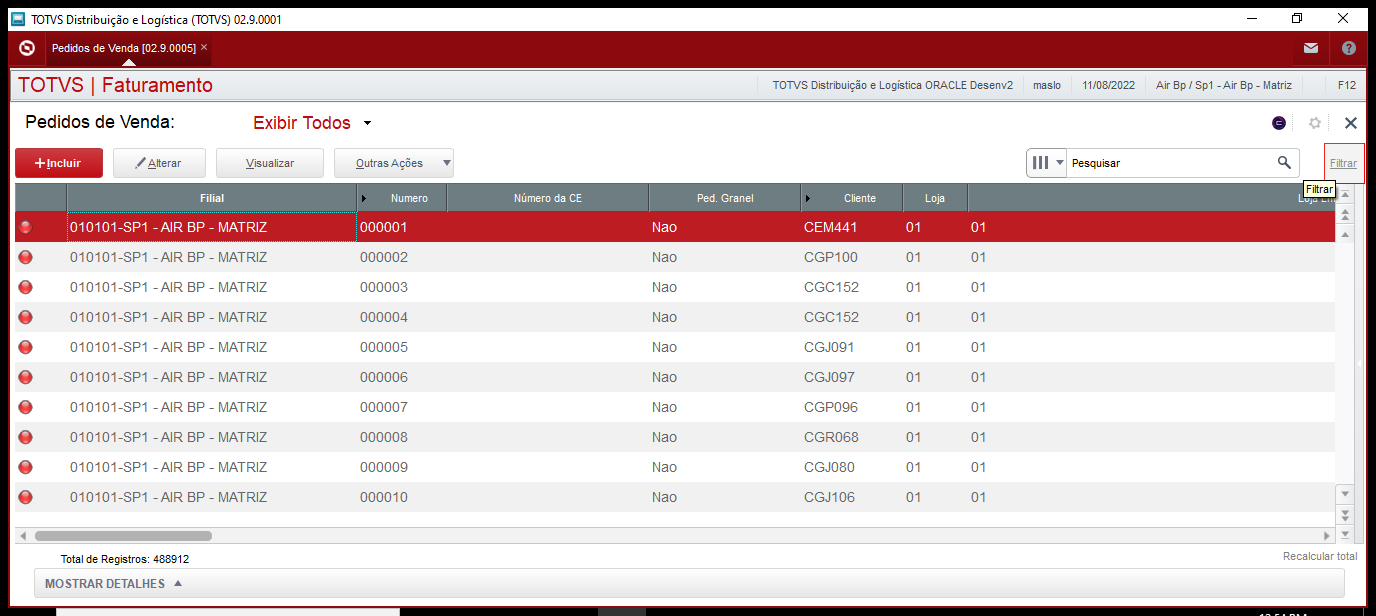 TOTVS Distribuição e Logística (TOTVS) 02.9.0001
Pedidos de Venda [02.9.0005] ×
TOTVS | Faturamento
TOTVS Distribuição e Logística ORACLE Desenv2 maslo 11/08/2022 Air Bp / Sp1 - Air Bp - Matriz F12
Pedidos de Venda: Exibir Todos
+Incluir Alterar Visualizar Outras Ações Pesquisar Filtrar
Filtrar
Filial Numero Número da CE Ped. Granel Cliente Loja Loja
010101-SP1 - AIR BP - MATRIZ 000001 Nao CEM441 01 01
010101-SP1 - AIR BP - MATRIZ 000002 Nao CGP100 01 01
010101-SP1 - AIR BP - MATRIZ 000003 Nao CGC152 01 01
010101-SP1 - AIR BP - MATRIZ 000004 Nao CGC152 01 01
010101-SP1 - AIR BP - MATRIZ 000005 Nao CGJ091 01 01
010101-SP1 - AIR BP - MATRIZ 000006 Nao CGJ097 01 01
010101-SP1 - AIR BP - MATRIZ 000007 Nao CGP096 01 01
010101-SP1 - AIR BP - MATRIZ 000008 Nao CGR068 01 01
010101-SP1 - AIR BP - MATRIZ 000009 Nao CGJ080 01 01
010101-SP1 - AIR BP - MATRIZ 000010 Nao CGJ106 01 01
Total de Registros: 488912 Recalcular total
MOSTRAR DETALHES